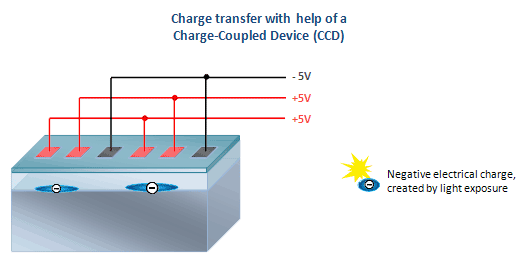 Charge transfer with help of a
Charge-Coupled Device (CCD)
- 5V
+5V
+5V
Negative electrical charge,
created by light exposure